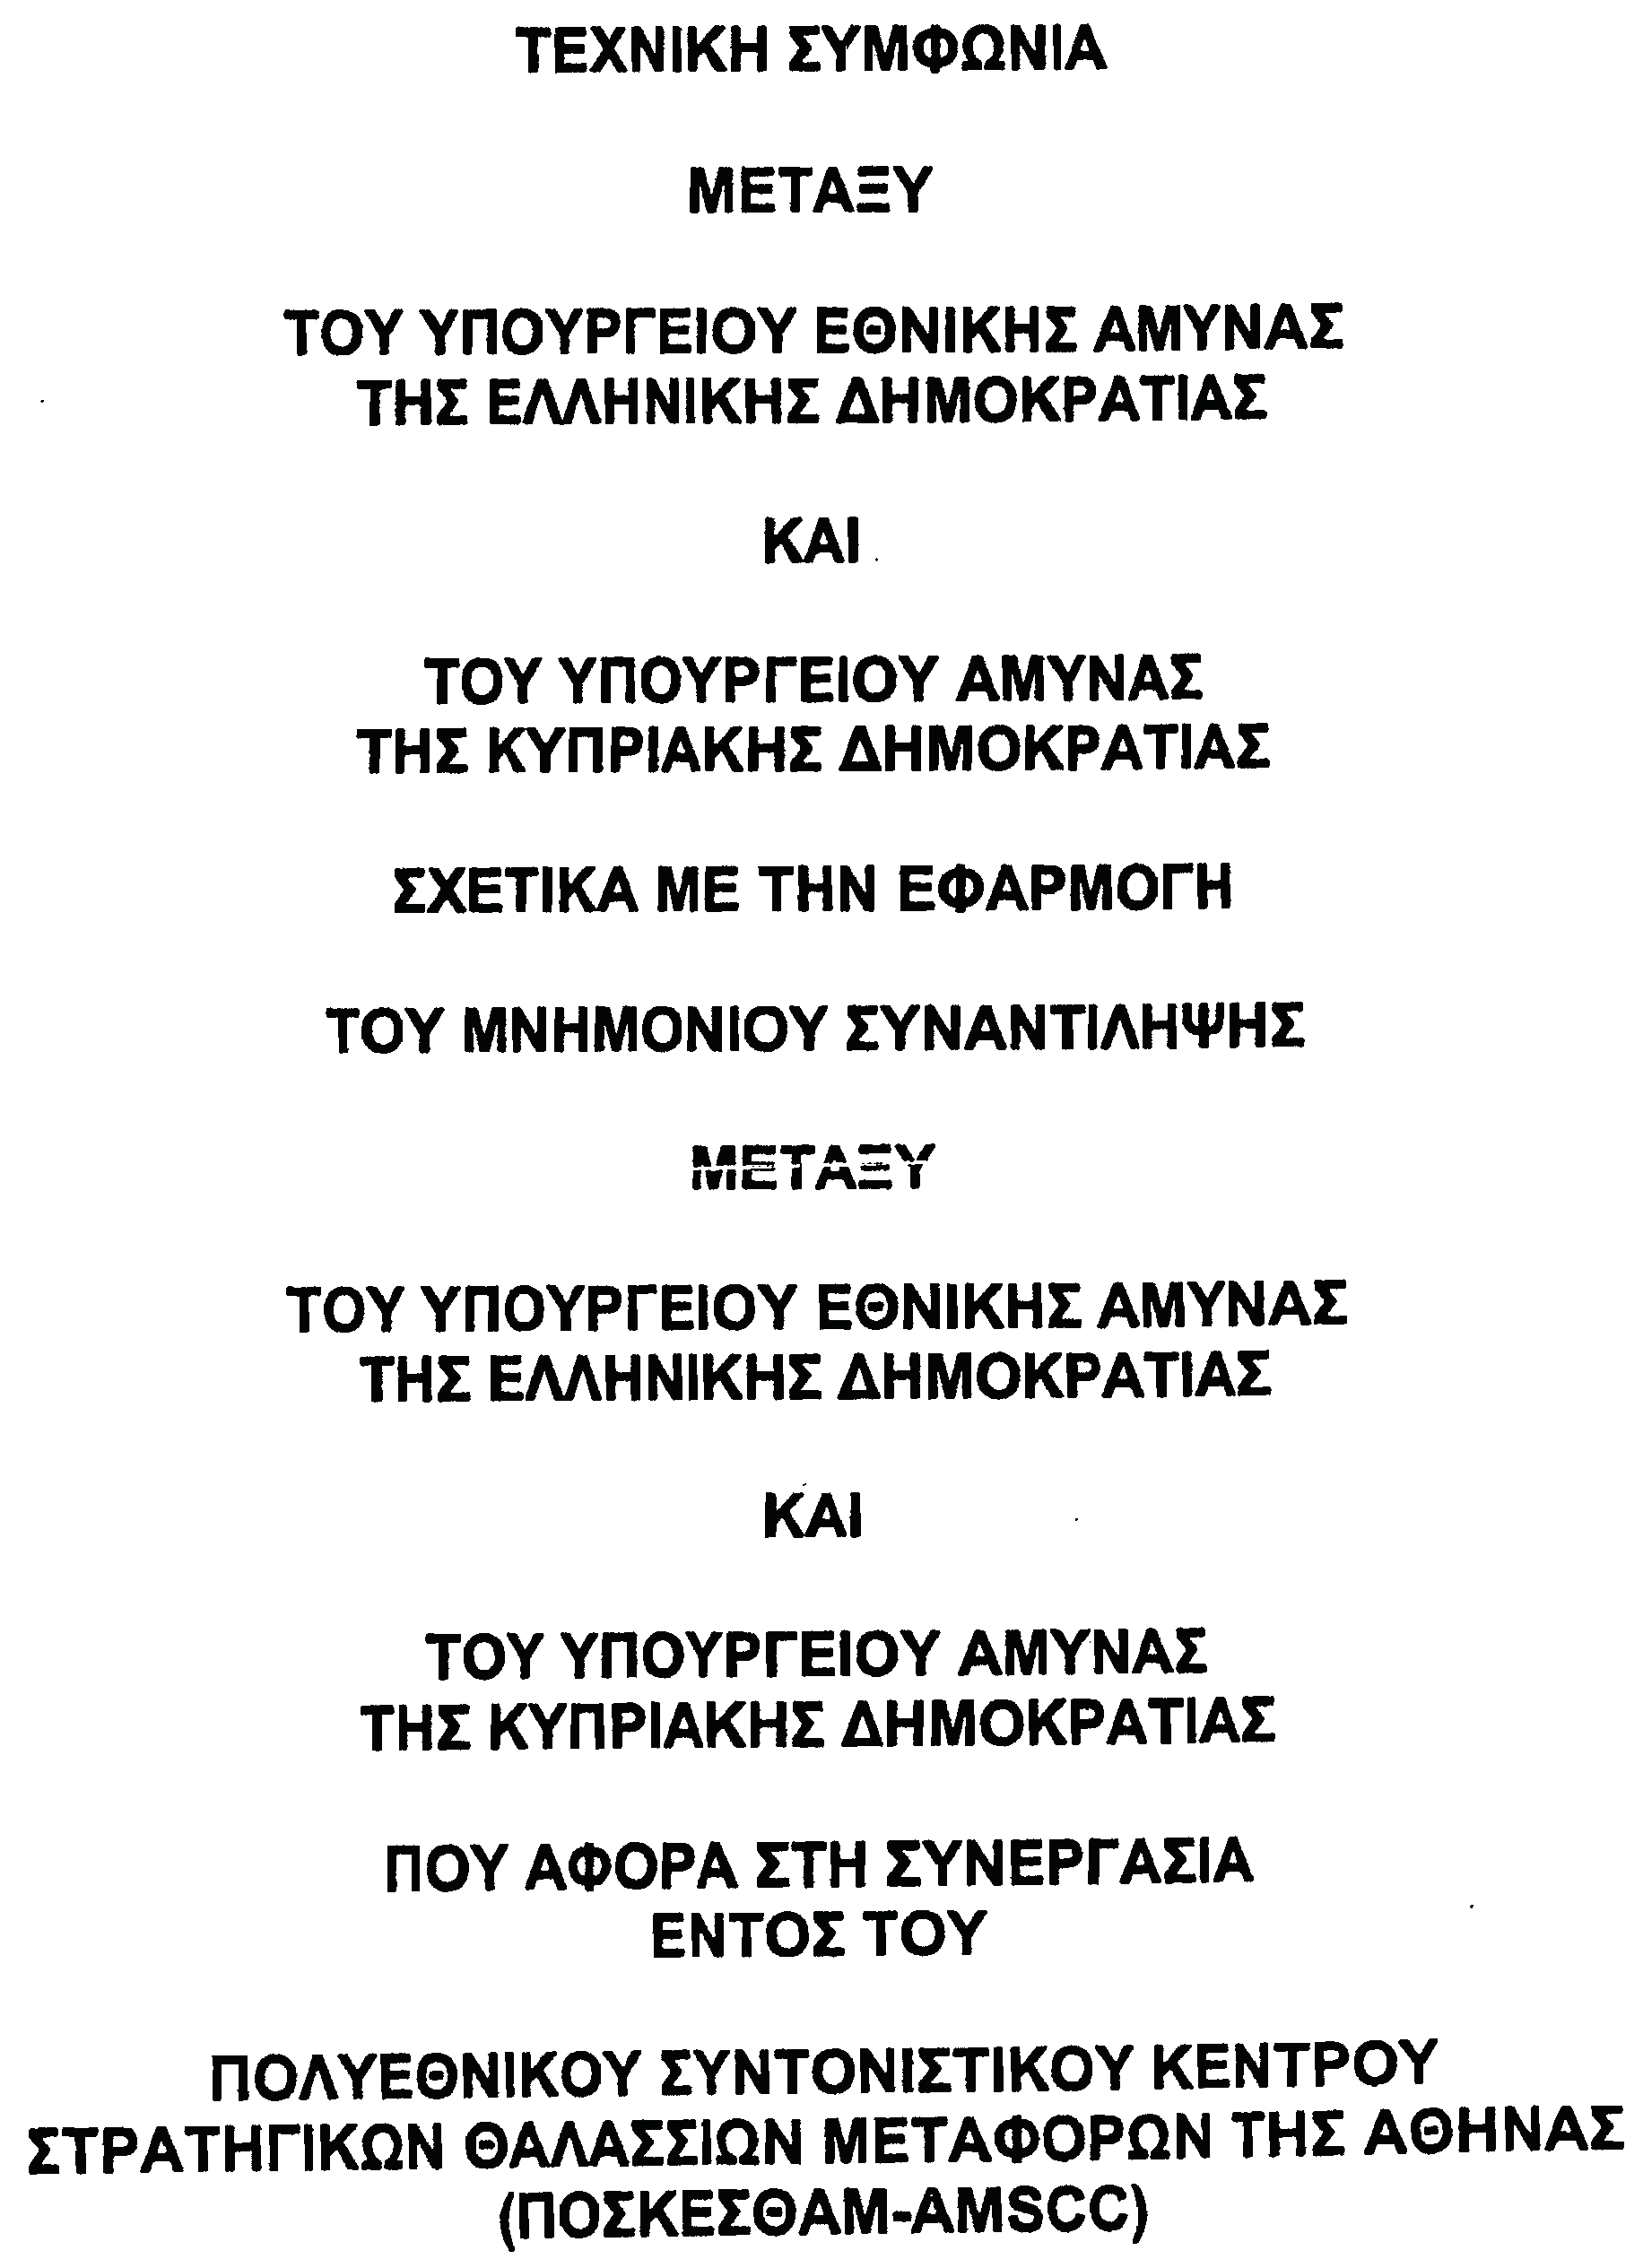 ΤΕΧΝΙΚΗ ΣΥΜΦΩΝΙΑ
ΜΕΤΑΞΥ
ΤΟΥ ΥΠΟΥΡΓΕΙΟΥ ΕΘΝΙΚΗΣ ΑΜΥΝΑΣ
ΤΗΣ ΕΛΛΗΝΙΚΗΣ ΔΗΜΟΚΡΑΤΙΑΣ
ΚΑΙ
ΤΟΥ ΥΠΟΥΡΓΕΙΟΥ ΑΜΥΝΑΣ
ΤΗΣ ΚΥΠΡΙΑΚΗΣ ΔΗΜΟΚΡΑΤΙΑΣ
ΣΧΕΤΙΚΑ ΜΕ ΤΗΝ ΕΦΑΡΜΟΓΗ
ΤΟΥ ΜΝΗΜΟΝΙΟΥ ΣΥΝΑΝΤΙΛΗΨΗΣ
ΜΕΤΑΞΥ
ΤΟΥ ΥΠΟΥΡΓΕΙΟΥ ΕΘΝΙΚΗΣ ΑΜΥΝΑΣ
ΤΗΣ ΕΛΛΗΝΙΚΗΣ ΔΗΜΟΚΡΑΤΙΑΣ
ΚΑΙ
ΤΟΥ ΥΠΟΥΡΓΕΙΟΥ ΑΜΥΝΑΣ
ΤΗΣ ΚΥΠΡΙΑΚΗΣ ΔΗΜΟΚΡΑΤΙΑΣ
ΠΟΥ ΑΦΟΡΑ ΣΤΗ ΣΥΝΕΡΓΑΣΙΑ
ΕΝΤΟΣ ΤΟΥ
ΠΟΛΥΕΘΝΙΚΟΥ ΣΥΝΤΟΝΙΣΤΙΚΟΥ ΚΕΝΤΡΟΥ
ΣΤΡΑΤΗΓΙΚΩΝ ΘΑΛΑΣΣΙΩΝ ΜΕΤΑΦΟΡΩΝ ΤΗΣ ΑΘΗΝΑΣ
(ΠΟΣΚΕΣΘΑΜ-AMSCC)